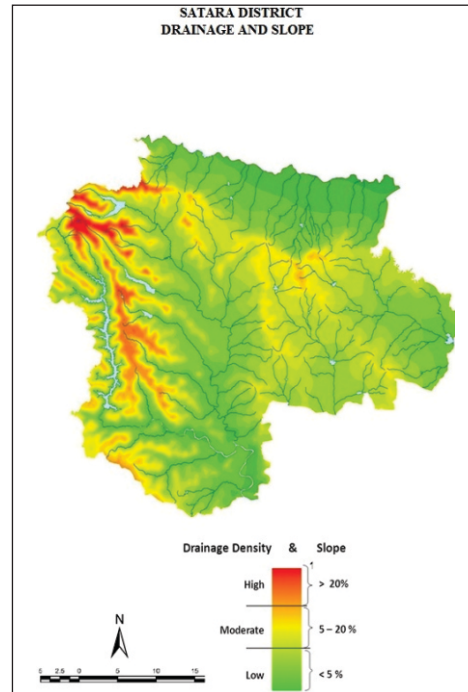 SATARA DISTRICT
DRAINAGE AND SLOPE
Drainage Density & Slope
High > 20%
Moderate 5 – 20 %
Low < 5 %
N
5 2.5 0 5 10 15